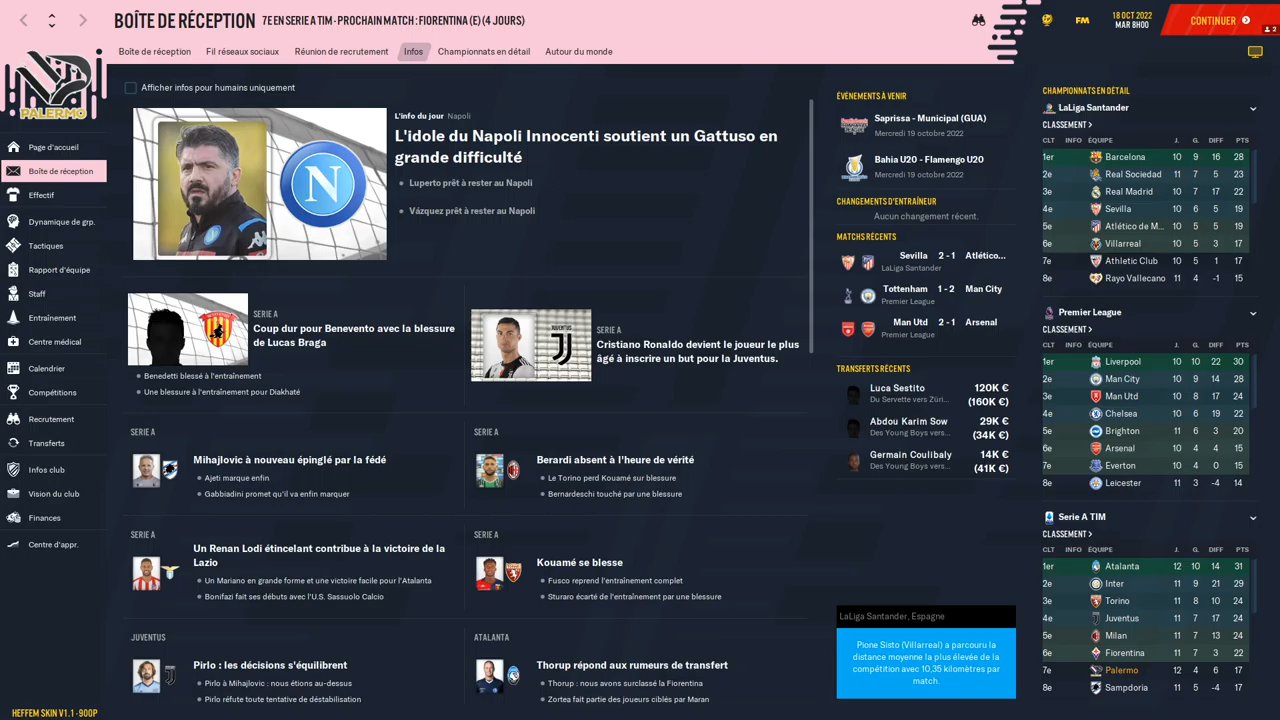 BOÎTE DE RÉCEPTION 7E EN SERIE A TIM - PROCHAIN MATCH : FIORENTINA (E) (4 JOURS)
FM
18 OCT 2022
MAR 8H00
CONTINUER
2
Boîte de réception Fil réseaux sociaux Réunion de recrutement Infos Championnats en détail Autour du monde
PALERMO
Page d'accueil
Boîte de réception
Effectif
Dynamique de grp.
Tactiques
Rapport d'équipe
Staff
Entraînement
Centre médical
Calendrier
Compétitions
Recrutement
Transferts
Infos club
Vision du club
Finances
Centre d'appr.
HEFFEM SKIN V1.1 -900P
Afficher infos pour humains uniquement
L'info du jour Napoli
L'idole du Napoli Innocenti soutient un Gattuso en
grande difficulté
Luperto prêt à rester au Napoli
Vázquez prêt à rester au Napoli
SERIE A
Coup dur pour Benevento avec la blessure
de Lucas Braga
Benedetti blessé à l'entraînement
Une blessure à l'entraînement pour Diakhaté
JUVENTUS
SERIE A
Cristiano Ronaldo devient le joueur le plus
âgé à inscrire un but pour la Juventus.
SERIE A
Mihajlovic à nouveau épinglé par la fédé
Ajeti marque enfin
Gabbiadini promet qu'il va enfin marquer
SERIE A
Berardi absent à l'heure de vérité
Le Torino perd Kouamé sur blessure
Bernardeschi touché par une blessure
SERIE A
Un Renan Lodi étincelant contribue à la victoire de la
Lazio
Un Mariano en grande forme et une victoire facile pour l'Atalanta
Bonifazi fait ses débuts avec l'U.S. Sassuolo Calcio
SERIE A
Kouamé se blesse
Fusco reprend l'entraînement complet
Sturaro écarté de l'entraînement par une blessure
JUVENTUS
Pirlo : les décisions s'équilibrent
Pirlo à Mihajlovic : nous étions au-dessus
Pirlo réfute toute tentative de déstabilisation
ATALANTA
Thorup répond aux rumeurs de transfert
Thorup : nous avons surclassé la Fiorentina
Zortea fait partie des joueurs ciblés par Maran
ÉVÉNEMENTS À VENIR
Saprissa - Municipal (GUA)
Mercredi 19 octobre 2022
Bahia U20 - Flamengo U20
Mercredi 19 octobre 2022
CHANGEMENTS D'ENTRAÎNEUR
Aucun changement récent.
MATCHS RÉCENTS
Sevilla 2 - 1 Atlético...
LaLiga Santander
Tottenham 1 - 2 Man City
Premier League
Man Utd 2 - 1 Arsenal
Premier League
TRANSFERTS RÉCENTS
Luca Sestito 120K €
Du Servette vers Züri... (160K €)
Abdou Karim Sow 29K €
Des Young Boys vers... (34K €)
Germain Coulibaly 14K €
Des Young Boys vers... (41K €)
LaLiga Santander, Espagne
Pione Sisto (Villarreal) a parcouru la
distance moyenne la plus élevée de la
compétition avec 10,35 kilomètres par
match.
CHAMPIONNATS EN DÉTAIL
LaLiga Santander
CLASSEMENT
CLT INFO ÉQUIPE J. G. DIFF PTS
1er Barcelona 10 9 16 28
2e Real Sociedad 11 7 5 23
3e Real Madrid 10 7 17 22
4e Sevilla 10 6 5 19
5e Atlético de M... 10 6 5 19
6e Villarreal 10 5 3 17
7e Athletic Club 10 5 1 17
8e Rayo Vallecano 11 4 -1 15
Premier League
CLASSEMENT
CLT INFO ÉQUIPE J. G. DIFF PTS
1er Liverpool 10 10 22 30
2e Man City 10 9 14 28
3e Man Utd 10 8 17 24
4e Chelsea 10 6 19 22
5e Brighton 11 6 3 20
6e Arsenal 10 4 4 15
7e Everton 10 4 0 15
8e Leicester 11 3 -4 14
Serie A TIM
CLASSEMENT
CLT INFO ÉQUIPE J. G. DIFF PTS
1er Atalanta 12 10 14 31
2e Inter 11 9 21 29
3e Torino 11 8 10 24
4e Juventus 11 7 17 24
5e Milan 11 7 13 24
6e Fiorentina 11 7 3 22
7e Palermo 12 4 6 17
8e Sampdoria 11 5 -4 17